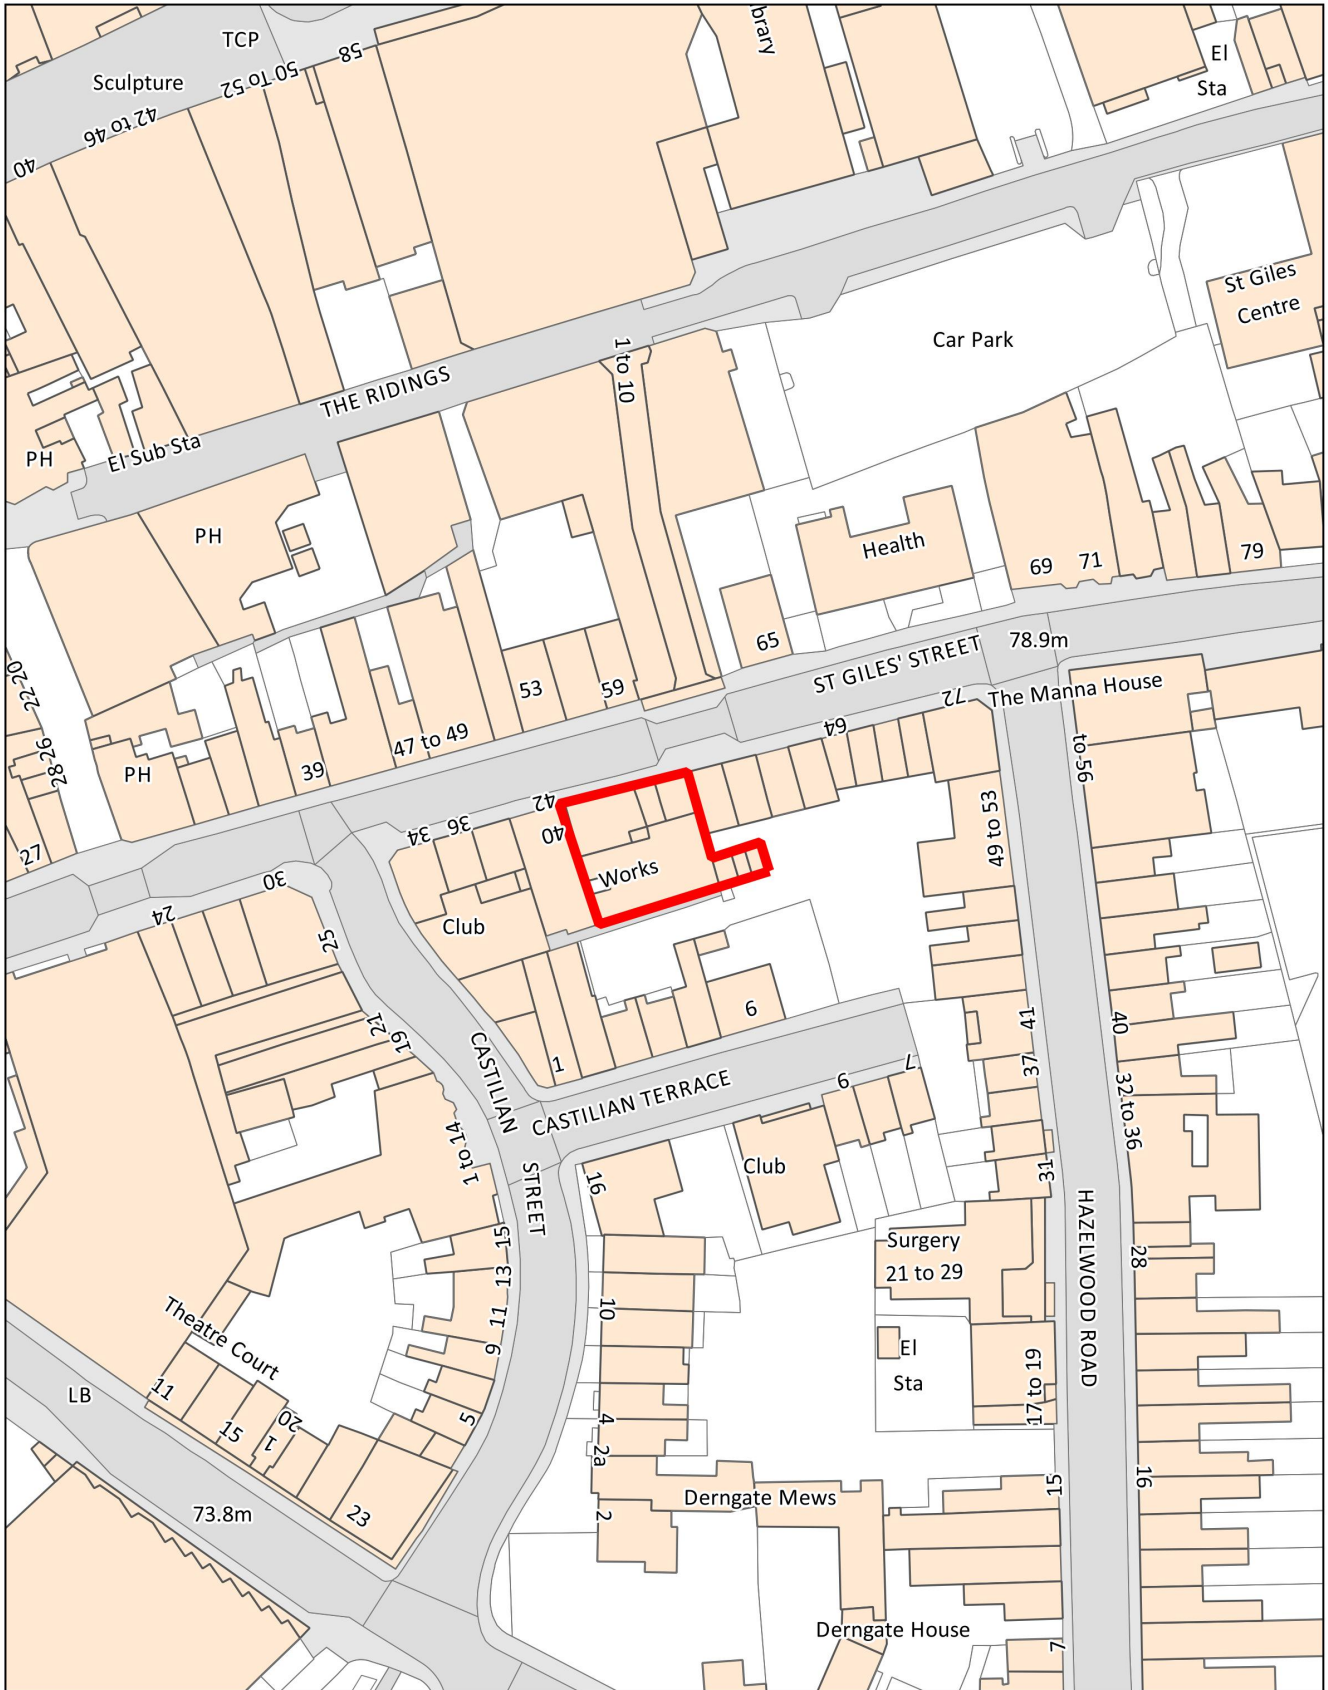 TCP
Sculpture
58
50 To 52
42 to 46
40
brary
El
Sta
St Giles
Centre
Car Park
1 to 10
THE RIDINGS
El Sub Sta
PH
PH
Health
69
71
79
65
78.9m
ST GILES' STREET
72
The Manna House
64
to 56
53
59
47 to 49
39
PH
22-20
28-26
27
42
40
36
34
Works
Club
30
24
25
49 to 53
21
19
6
1
41
37
40
32 to 36
CASTILIAN
STREET
CASTILIAN TERRACE
7
9
1 to 14
16
Club
31
15
13
11
9
5
Surgery
21 to 29
28
10
HAZELWOOD ROAD
El
Sta
17 to 19
Theatre Court
LB
11
15
1
20
23
73.8m
4
2a
2
Derngate Mews
15
16
Derngate House
7